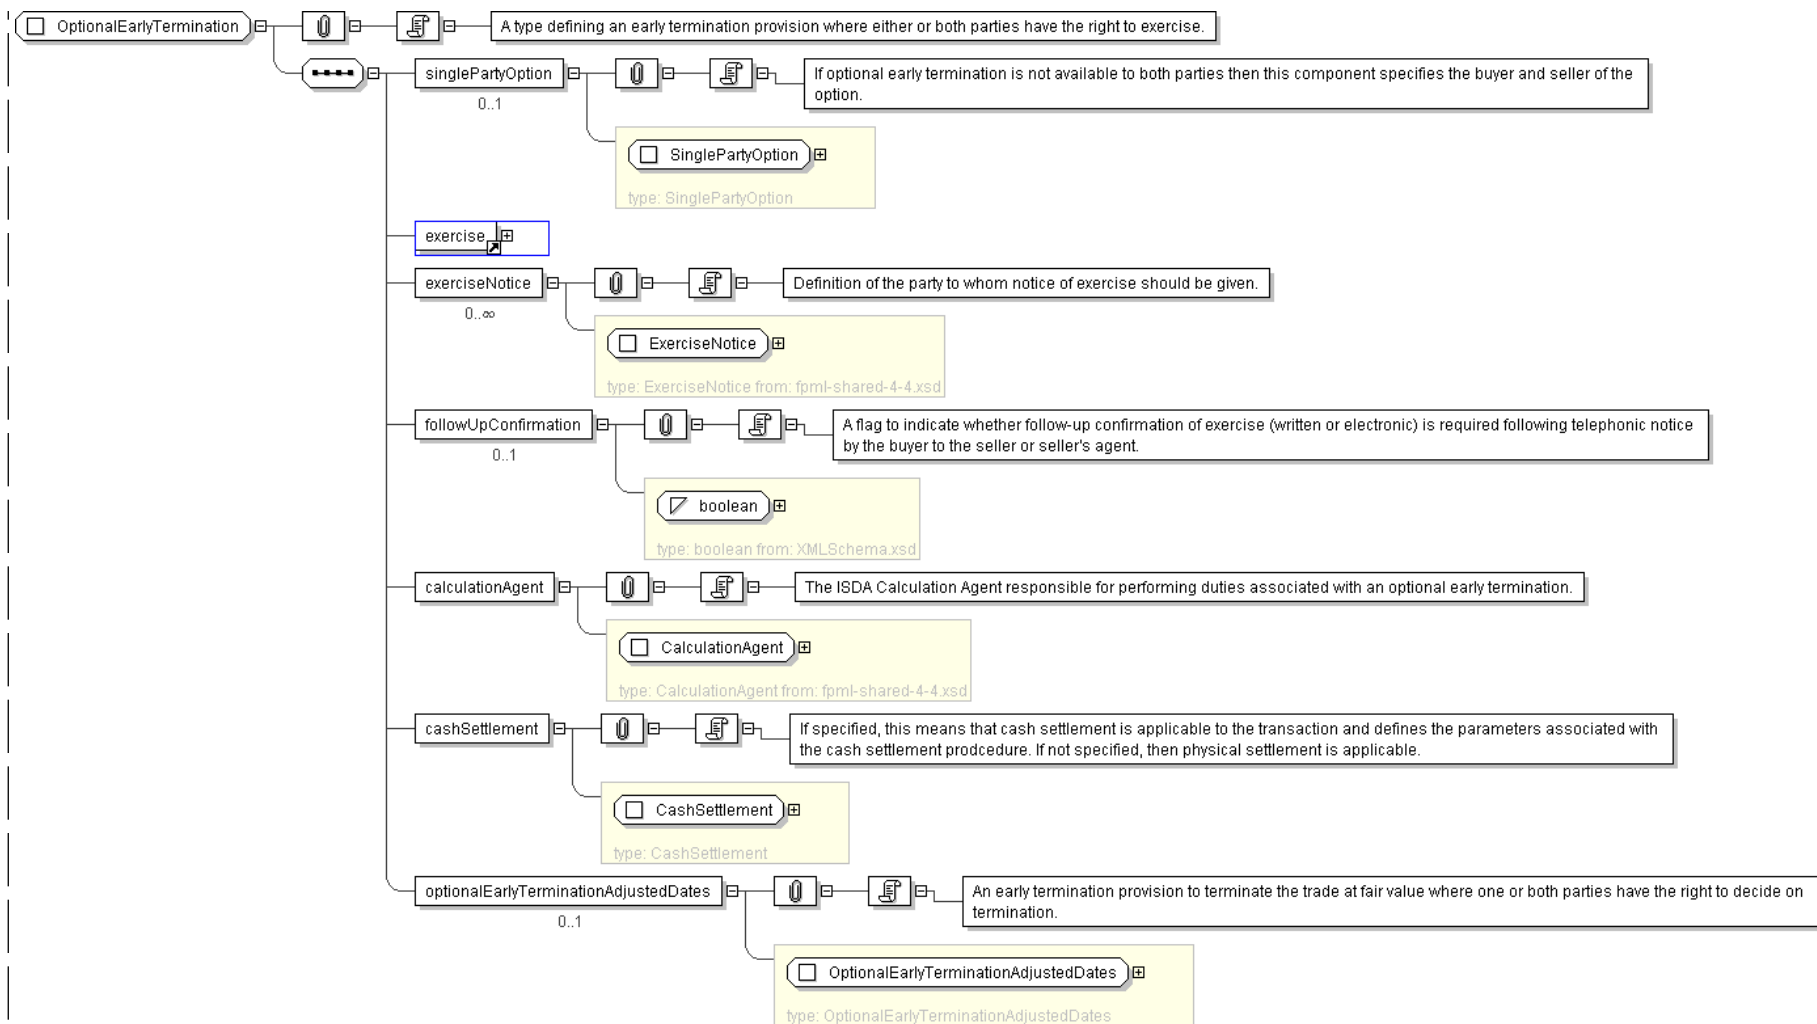 OptionalEarlyTermination
A type defining an early termination provision where either or both parties have the right to exercise.
singlePartyOption
0..1
If optional early termination is not available to both parties then this component specifies the buyer and seller of the
option.
SinglePartyOption
type: SinglePartyOption
exercise
exerciseNotice
0..∞
Definition of the party to whom notice of exercise should be given.
ExerciseNotice
type: ExerciseNotice from: fpml-shared-4-4.xsd
followUpConfirmation
0..1
A flag to indicate whether follow-up confirmation of exercise (written or electronic) is required following telephonic notice
by the buyer to the seller or seller's agent.
boolean
type: boolean from: XMLSchema.xsd
calculationAgent
The ISDA Calculation Agent responsible for performing duties associated with an optional early termination.
CalculationAgent
type: CalculationAgent from: fpml-shared-4-4.xsd
cashSettlement
If specified, this means that cash settlement is applicable to the transaction and defines the parameters associated with
the cash settlement prodcedure. If not specified, then physical settlement is applicable.
CashSettlement
type: CashSettlement
optionalEarlyTerminationAdjustedDates
0..1
An early termination provision to terminate the trade at fair value where one or both parties have the right to decide on
termination.
OptionalEarlyTerminationAdjustedDates
type: OptionalEarlyTerminationAdjustedDates